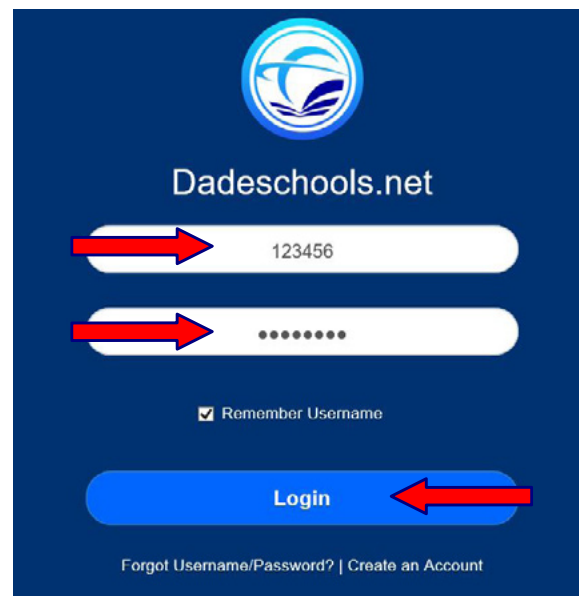 Dadeschools.net
123456
••••••••
Remember Username
Login
Forgot Username/Password? | Create an Account